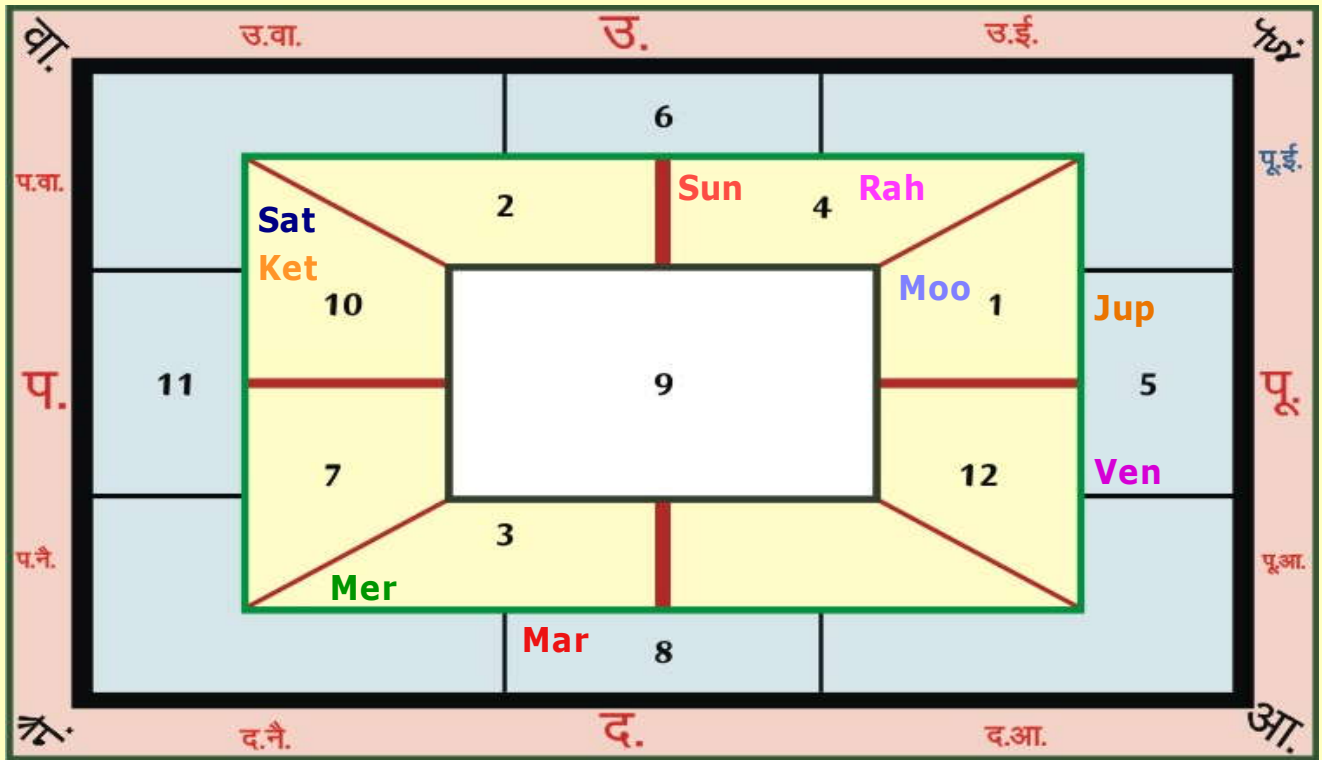 वा.
उ.वा.
उ.
उ.ई.
ई.
6
प.वा.
पू.ई.
Sun
Rah
2
4
Sat
Ket
Moo
10
1
Jup
प.
11
9
5
पू.
7
12
Ven
3
प.नै.
पू.आ.
Mer
Mar
8
नै.
द.नै.
द.
द.आ.
आ.